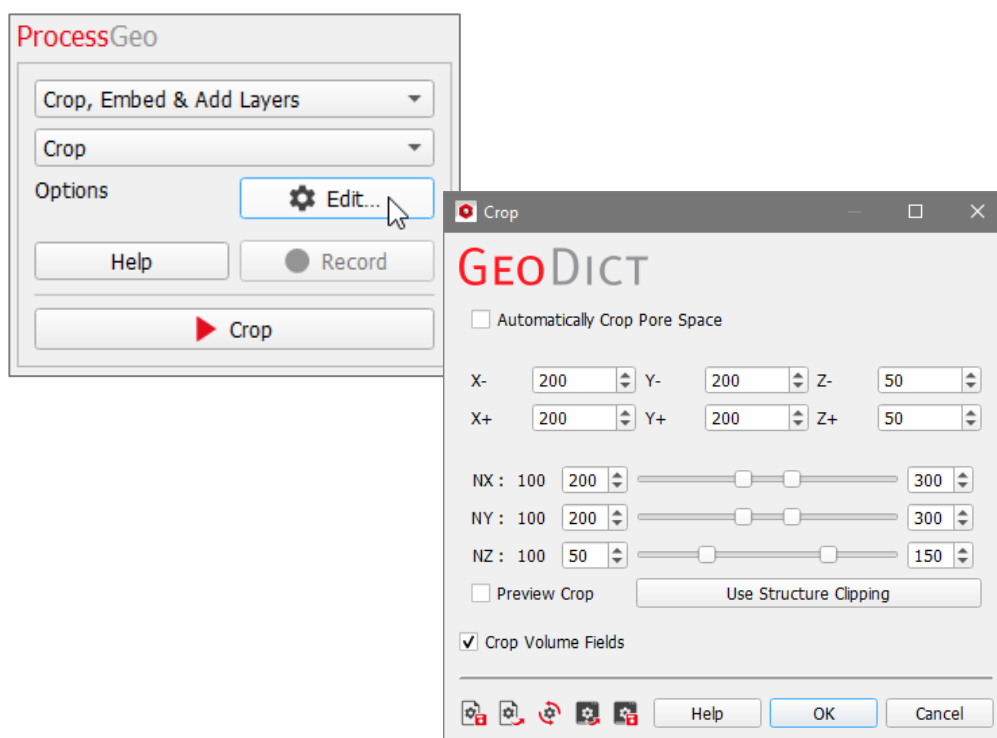 ProcessGeo
Crop, Embed & Add Layers
Crop
Options Edit...
Help Record
Crop
Crop
GEODICT
Automatically Crop Pore Space
X- 200 Y- 200 Z- 50
X+ 200 Y+ 200 Z+ 50
NX : 100 200 300
NY : 100 200 300
NZ : 100 50 150
Preview Crop Use Structure Clipping
Crop Volume Fields
Help OK Cancel